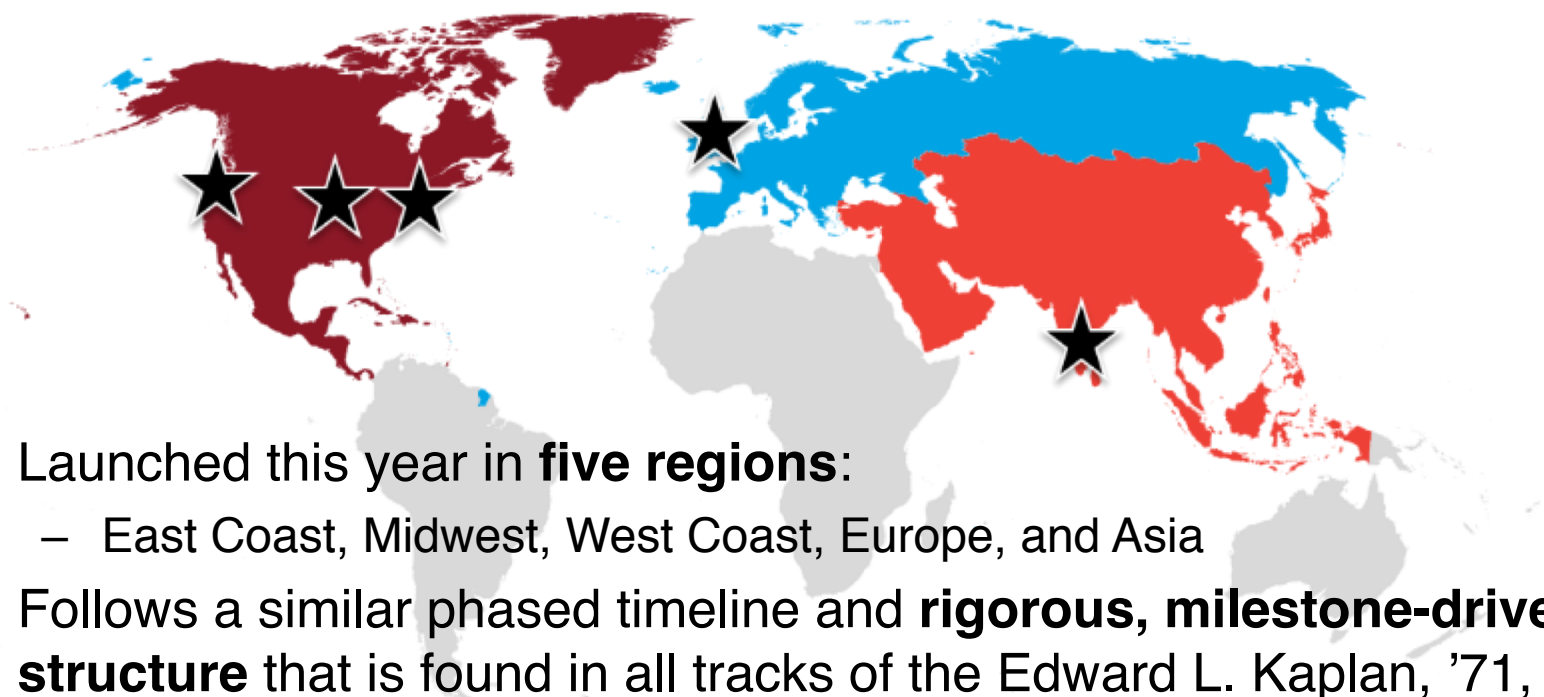 Launched this year in five regions:
– East Coast, Midwest, West Coast, Europe, and Asia
Follows a similar phased timeline and rigorous, milestone-drive
structure that is found in all tracks of the Edward L. Kaplan, ’71,